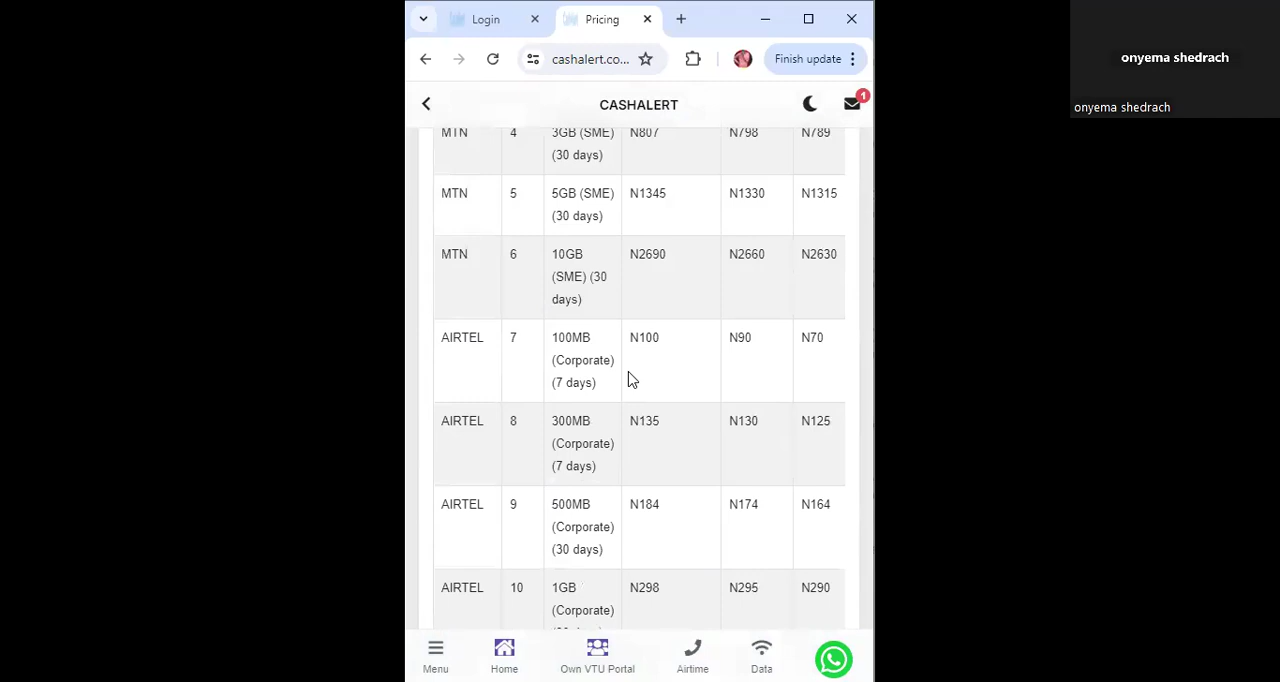 Login
Pricing
cashalert.co...
Finish update
onyema shedrach
onyema shedrach
CASHALERT
1
MTN 4 3GB (SME) N807 N798 N789
(30 days)
MTN 5 5GB (SME) N1345 N1330 N1315
(30 days)
MTN 6 10GB N2690 N2660 N2630
(SME) (30
days)
AIRTEL 7 100MB N100 N90 N70
(Corporate)
(7 days)
AIRTEL 8 300MB N135 N130 N125
(Corporate)
(7 days)
AIRTEL 9 500MB N184 N174 N164
(Corporate)
(30 days)
AIRTEL 10 1GB N298 N295 N290
(Corporate)
Menu Home Own VTU Portal Airtime Data